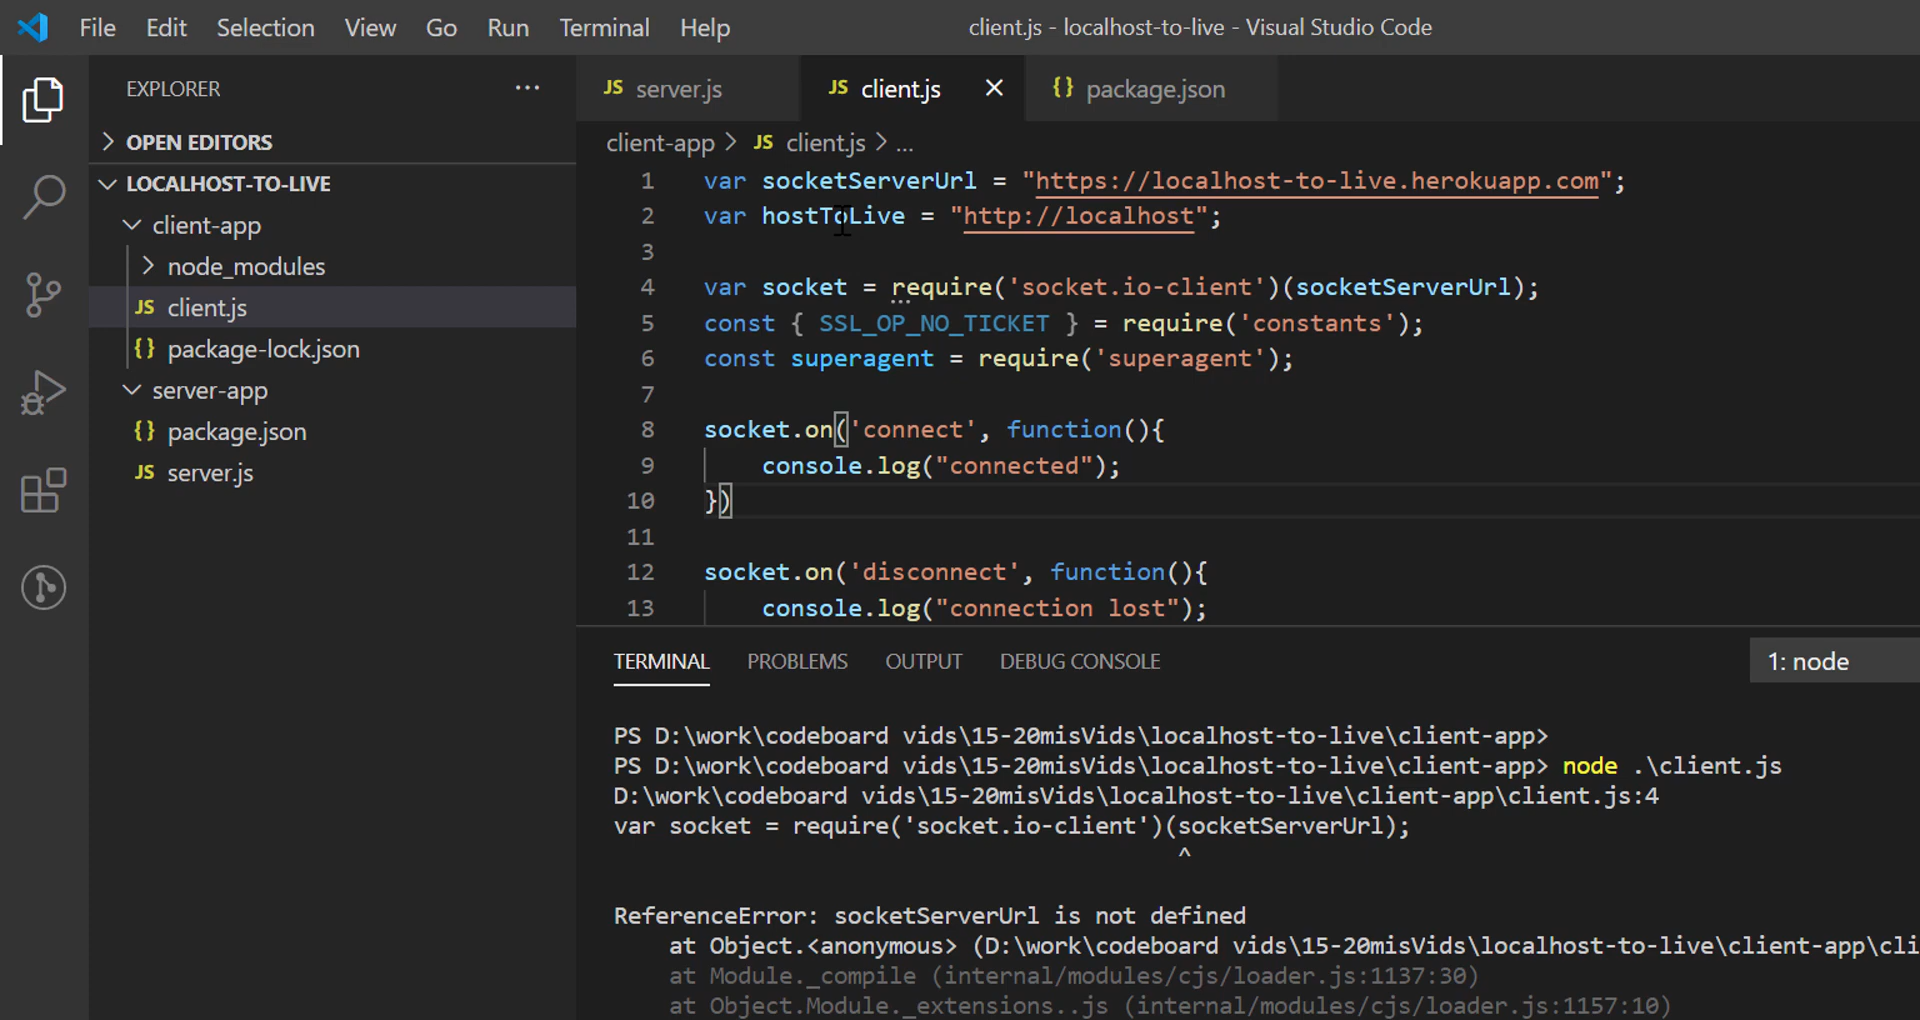 File Edit Selection View Go Run Terminal Help client.js - localhost-to-live - Visual Studio Code
EXPLORER ...
OPEN EDITORS
LOCALHOST-TO-LIVE
client-app
node_modules
JS client.js
{} package-lock.json
server-app
{} package.json
JS server.js
JS server.js JS client.js {} package.json
client-app > JS client.js > ...
1 var socketServerUrl = "https://localhost-to-live.herokuapp.com";
2 var hostToLive = "http://localhost";
3
4 var socket = require('socket.io-client')(socketServerUrl);
5 const { SSL_OP_NO_TICKET } = require('constants');
6 const superagent = require('superagent');
7
8 socket.on('connect', function(){
9 console.log("connected");
10 })
11
12 socket.on('disconnect', function(){
13 console.log("connection lost");
TERMINAL PROBLEMS OUTPUT DEBUG CONSOLE 1: node
PS D:\work\codeboard vids\15-20misVids\localhost-to-live\client-app>
PS D:\work\codeboard vids\15-20misVids\localhost-to-live\client-app> node .\client.js
D:\work\codeboard vids\15-20misVids\localhost-to-live\client-app\client.js:4
var socket = require('socket.io-client')(socketServerUrl);
^
ReferenceError: socketServerUrl is not defined
at Object.<anonymous> (D:\work\codeboard vids\15-20misVids\localhost-to-live\client-app\cli
at Module._compile (internal/modules/cjs/loader.js:1137:30)
at Object.Module._extensions..js (internal/modules/cjs/loader.js:1157:10)